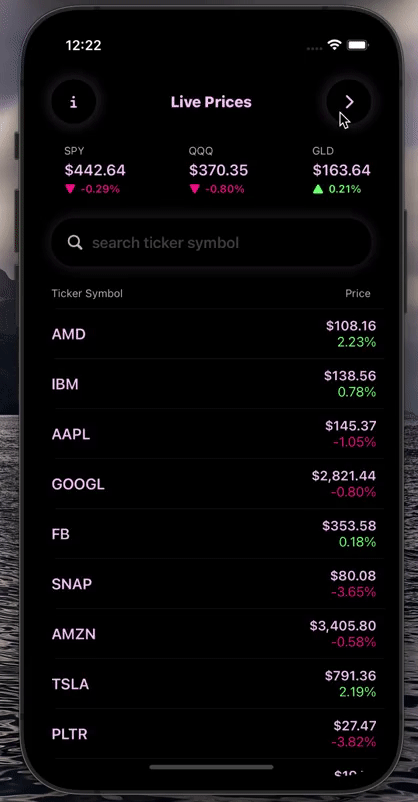 12:22
i
Live Prices
SPY QQQ GLD
$442.64 $370.35 $163.64
-0.29% -0.80% 0.21%
search ticker symbol
Ticker Symbol Price
AMD $108.16
2.23%
IBM $138.56
0.78%
AAPL $145.37
-1.05%
GOOGL $2,821.44
-0.80%
FB $353.58
0.18%
SNAP $80.08
-3.65%
AMZN $3,405.80
-0.58%
TSLA $791.36
2.19%
PLTR $27.47
-3.82%